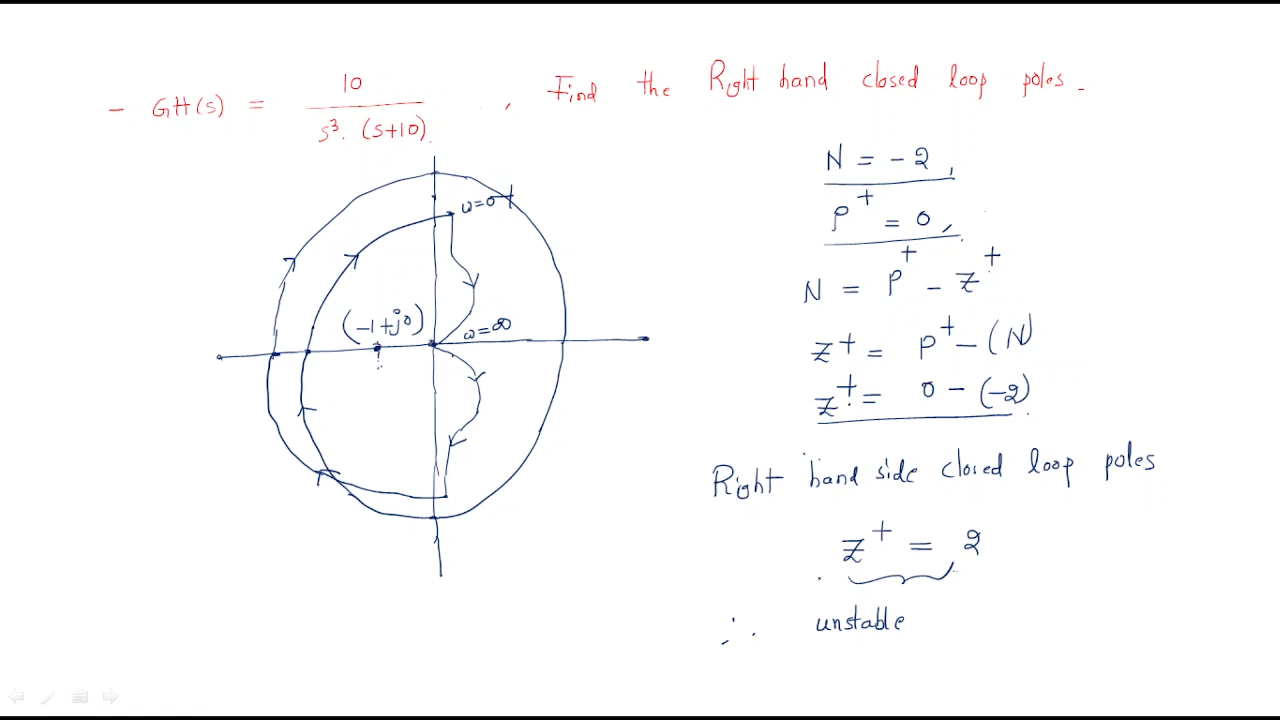 - GH(s) = 10 / s³. (s+10) , Find the Right hand closed loop poles.
N = -2,
P⁺ = 0,
N = P⁺ - Z⁺
Z⁺ = P⁺ - (N)
Z⁺ = 0 - (-2)
Right hand side closed loop poles
Z⁺ = 2
∴ unstable
ω=0⁺
(-1+j0)
ω=∞